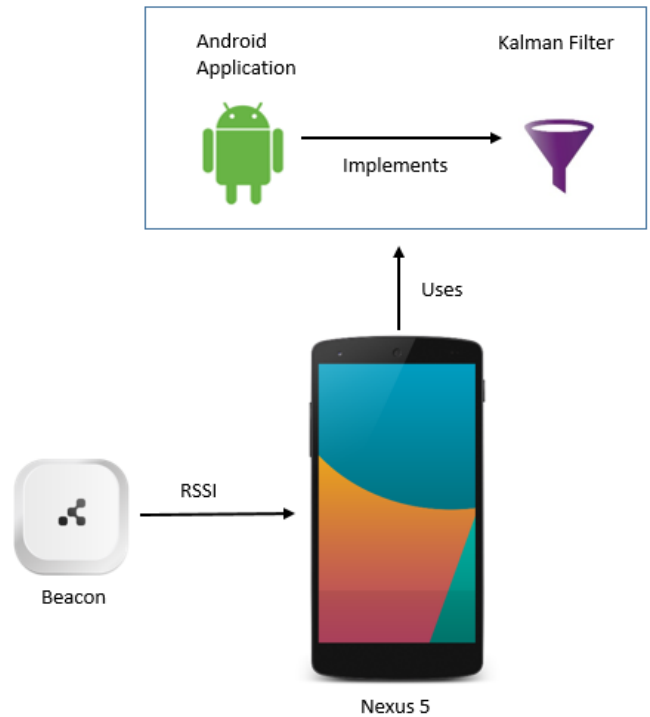 Android
Application
Kalman Filter
Implements
Uses
RSSI
Beacon
Nexus 5